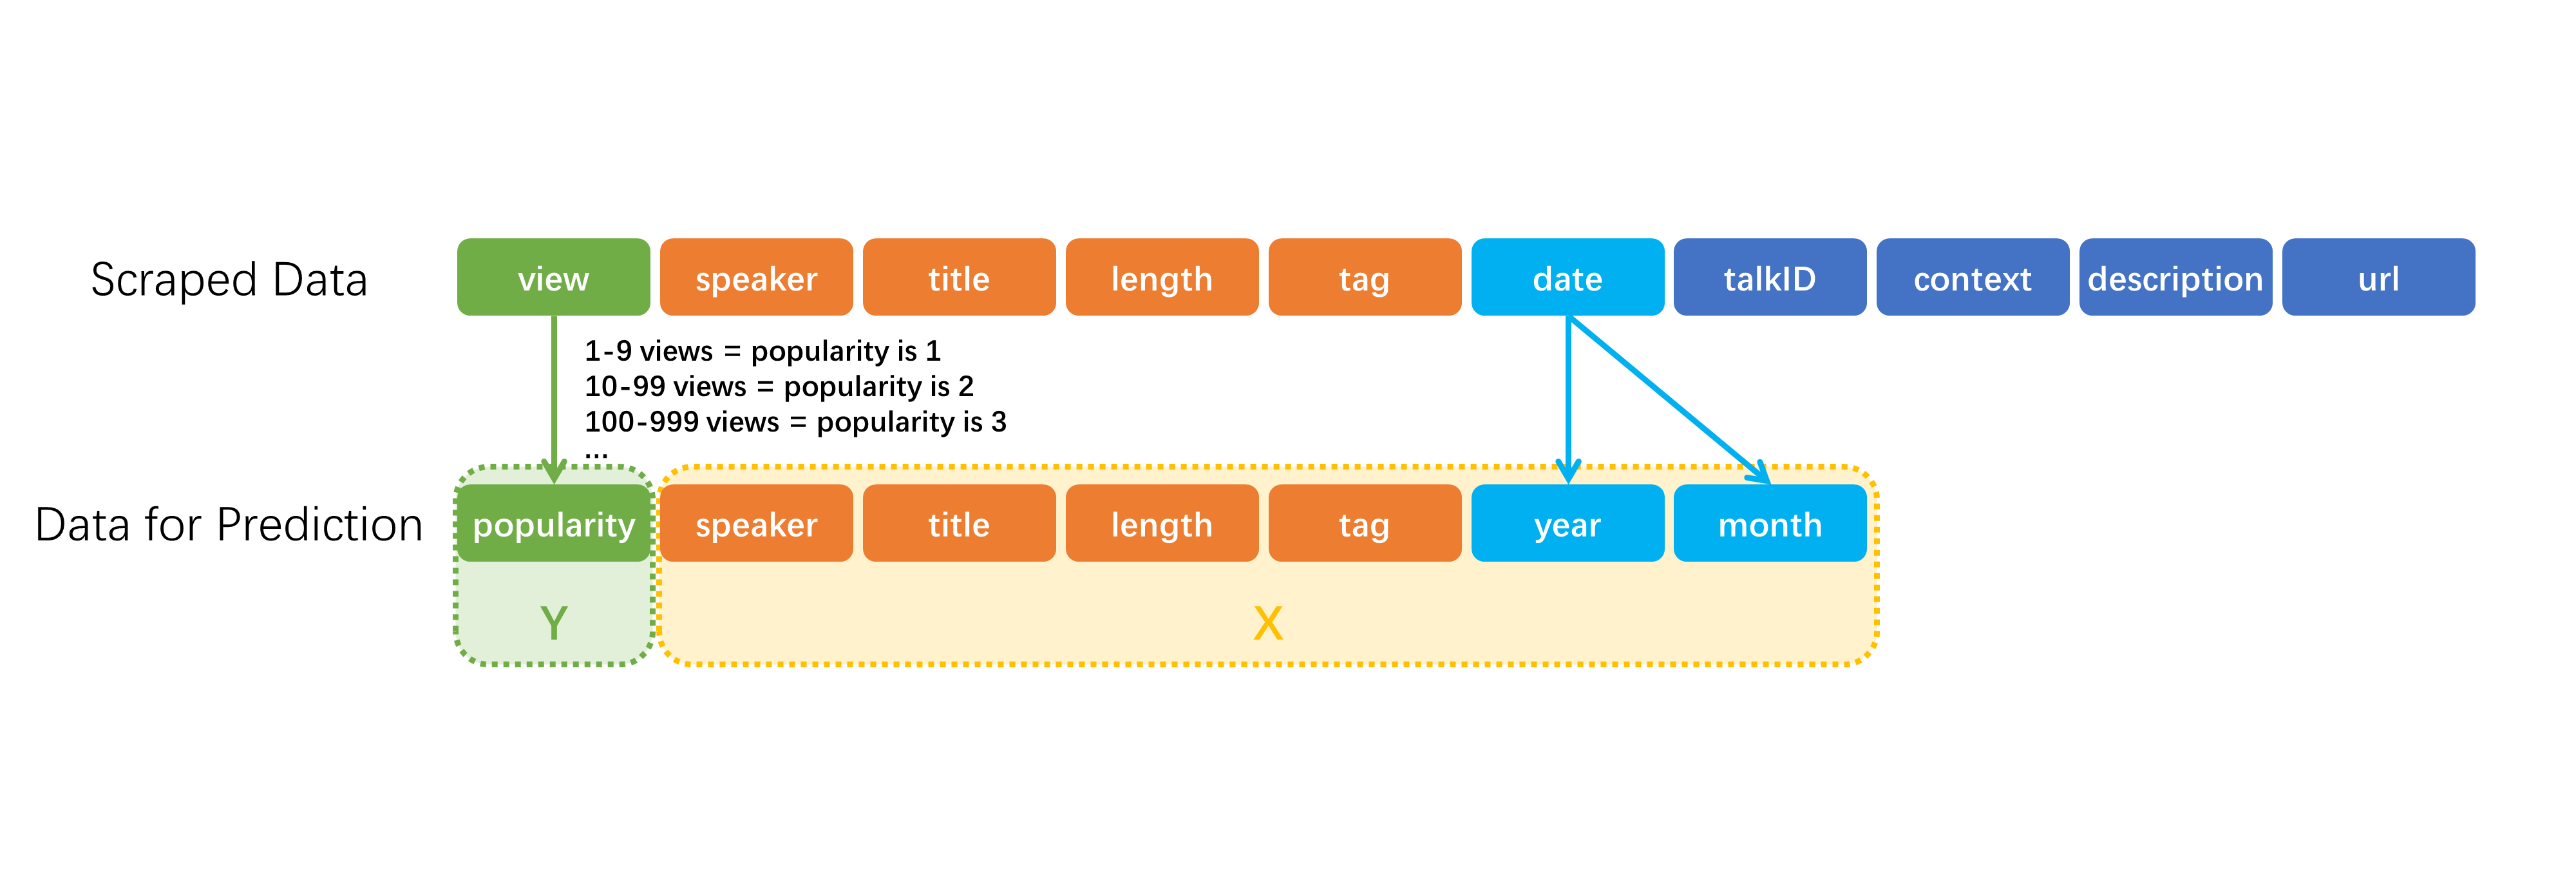 Scraped Data view speaker title length tag date talkID context description url
1-9 views = popularity is 1
10-99 views = popularity is 2
100-999 views = popularity is 3
...
Data for Prediction popularity speaker title length tag year month
Y X